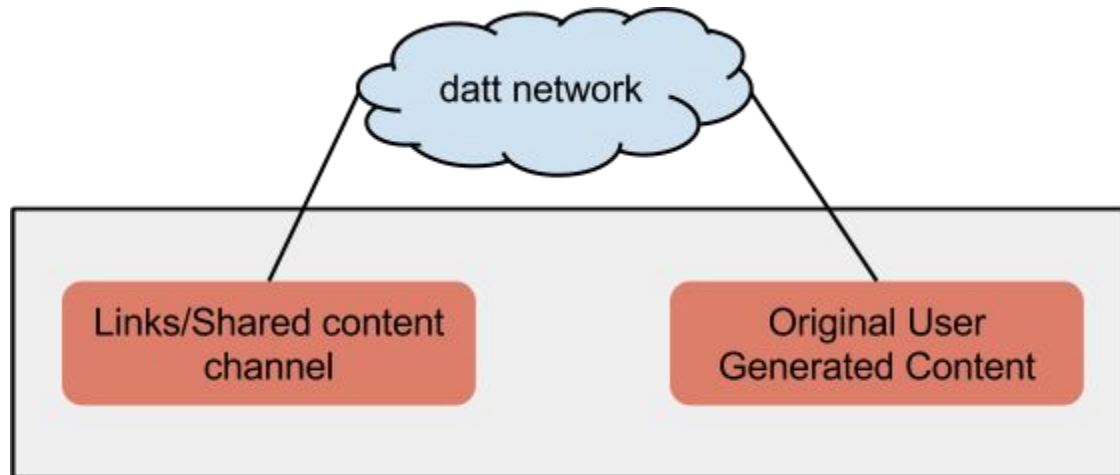 datt network
Links/Shared content
channel
Original User
Generated Content